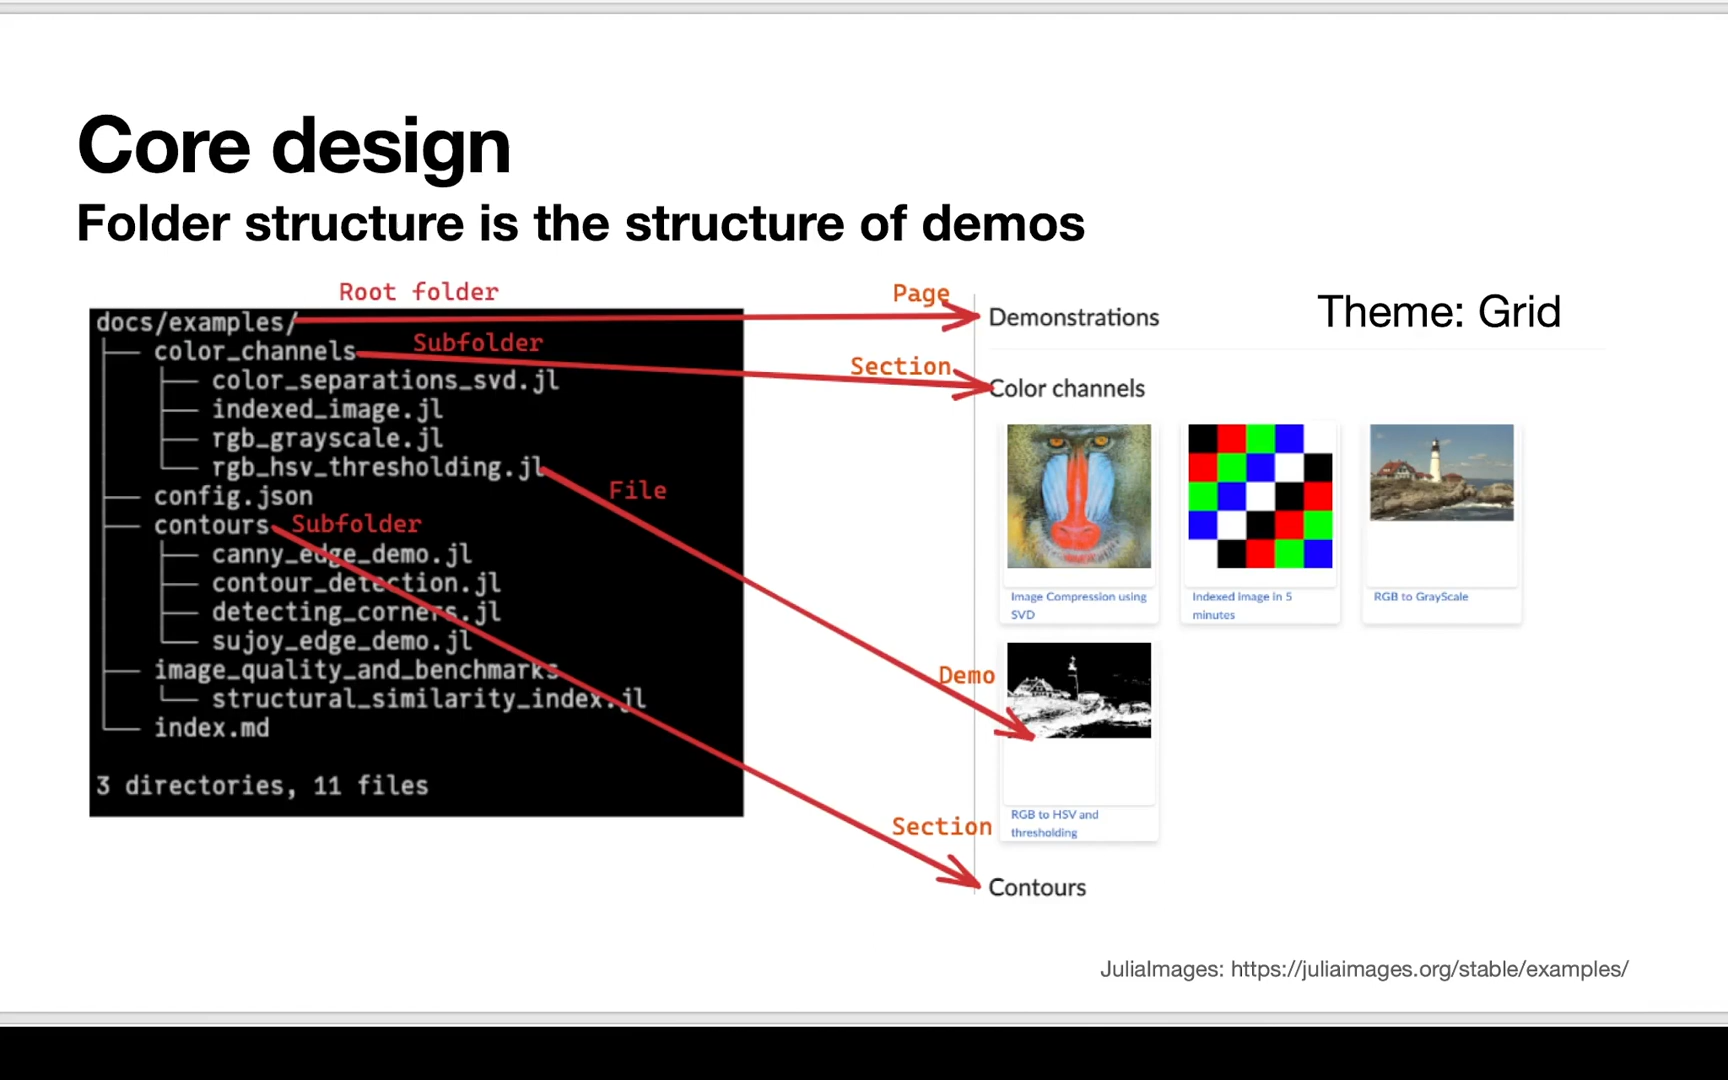 Core design
Folder structure is the structure of demos
Root folder
docs/examples/
├── color_channels
Subfolder
│   ├── color_separations_svd.jl
│   ├── indexed_image.jl
│   ├── rgb_grayscale.jl
│   └── rgb_hsv_thresholding.jl
File
├── config.json
├── contours
Subfolder
│   ├── canny_edge_demo.jl
│   ├── contour_detection.jl
│   ├── detecting_corners.jl
│   └── sujoy_edge_demo.jl
├── image_quality_and_benchmarks
│   └── structural_similarity_index.jl
└── index.md
3 directories, 11 files
Page
Demonstrations
Theme: Grid
Section
Color channels
Image Compression using
SVD
Indexed image in 5
minutes
RGB to GrayScale
Demo
RGB to HSV and
thresholding
Section
Contours
JuliaImages: https://juliaimages.org/stable/examples/